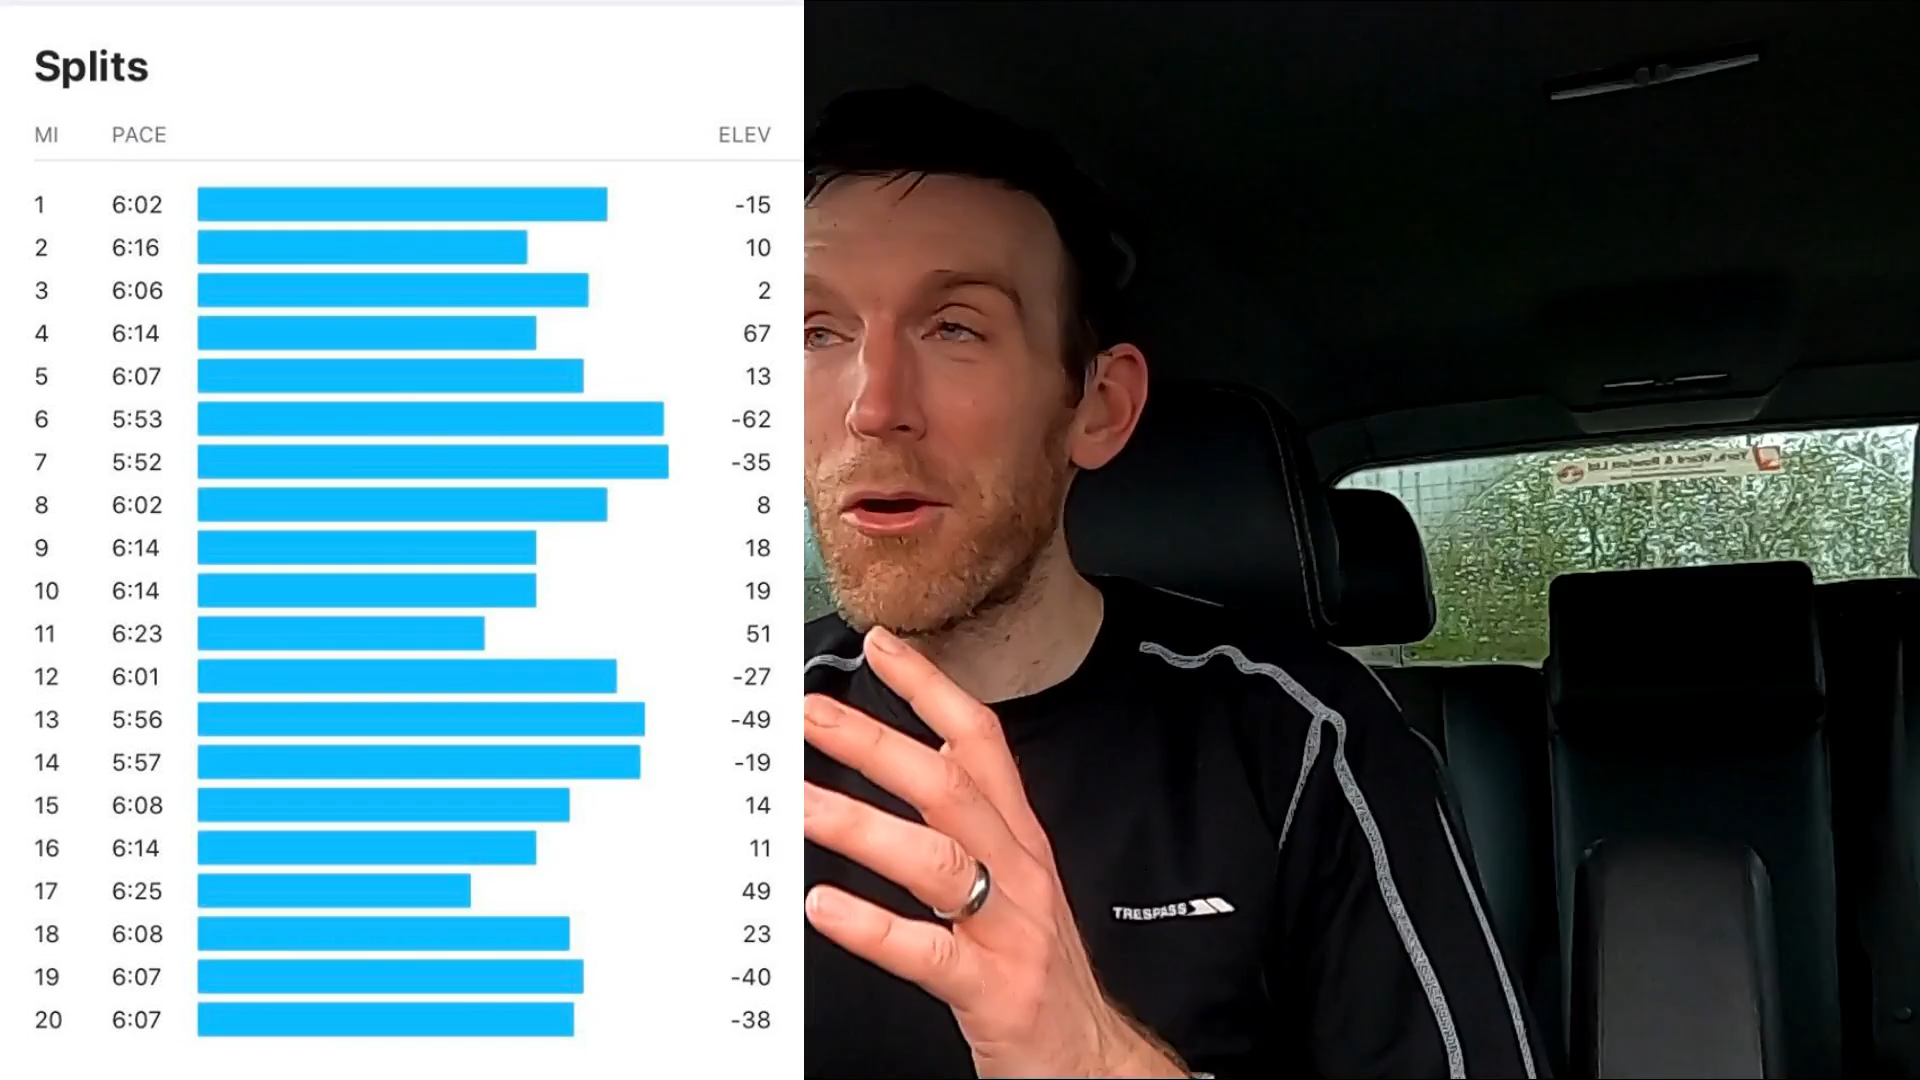 Splits
MI PACE ELEV
1 6:02 -15
2 6:16 10
3 6:06 2
4 6:14 67
5 6:07 13
6 5:53 -62
7 5:52 -35
8 6:02 8
9 6:14 18
10 6:14 19
11 6:23 51
12 6:01 -27
13 5:56 -49
14 5:57 -19
15 6:08 14
16 6:14 11
17 6:25 49
18 6:08 23
19 6:07 -40
20 6:07 -38
TRESPASS